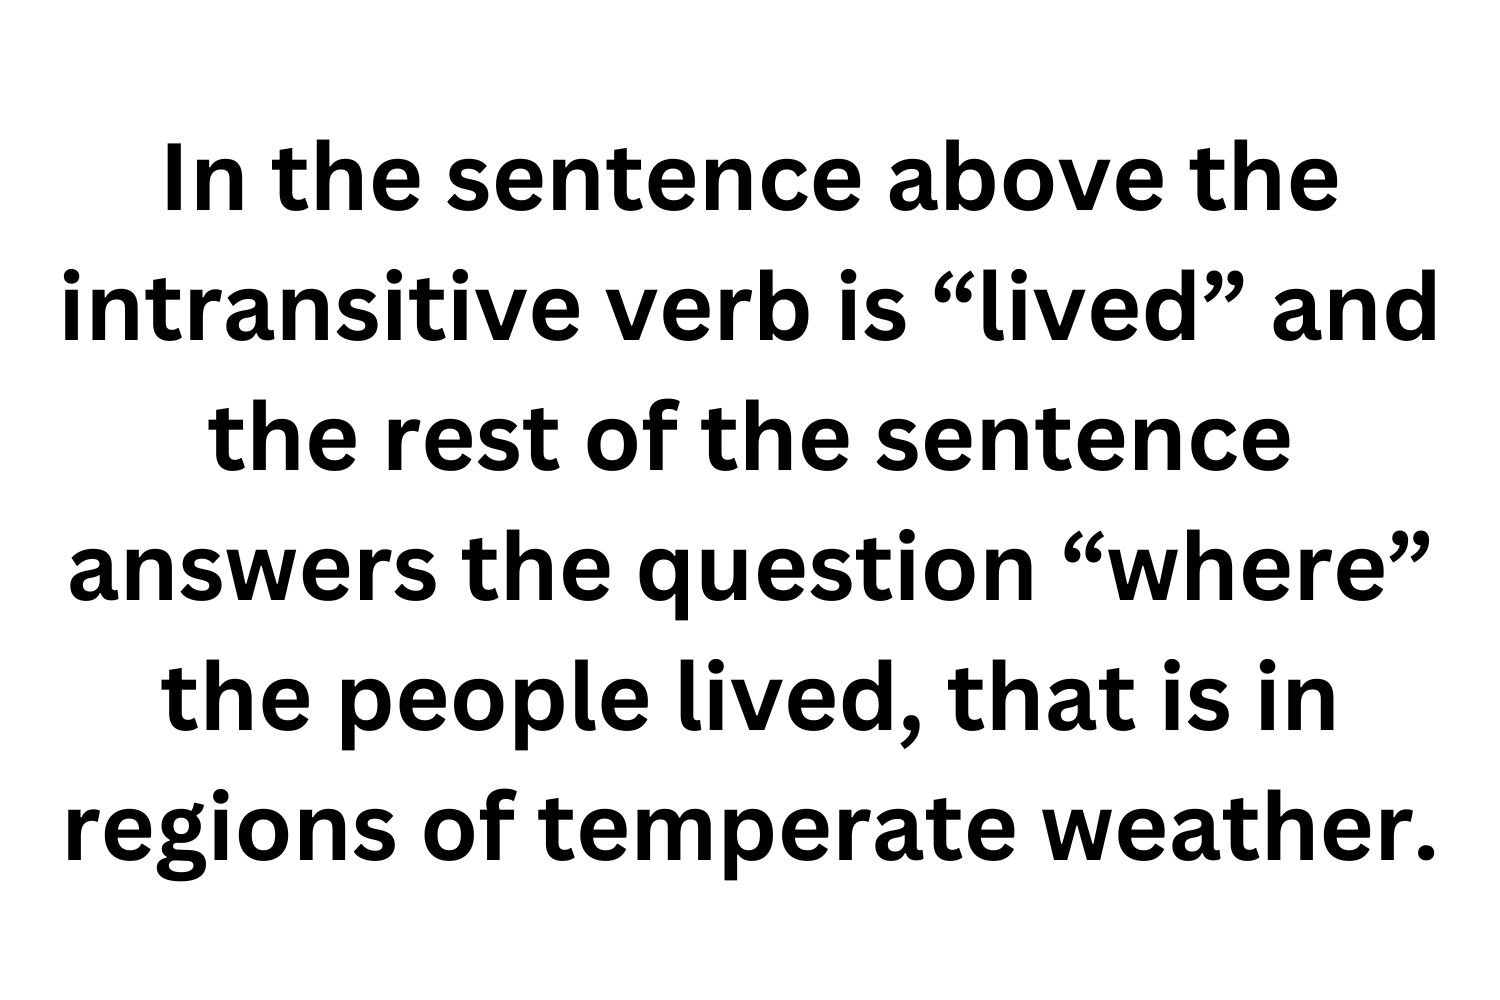 In the sentence above the
intransitive verb is “lived” and
the rest of the sentence
answers the question “where”
the people lived, that is in
regions of temperate weather.